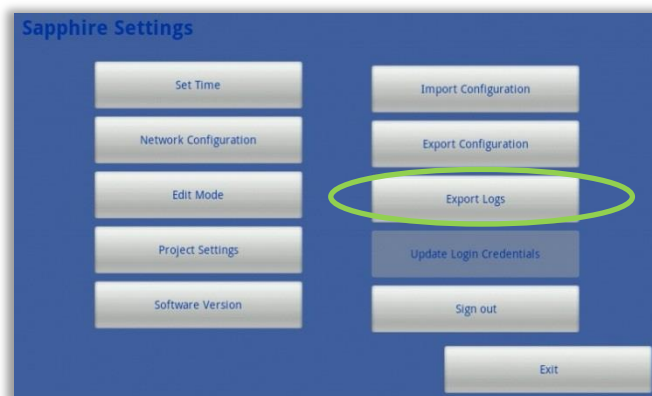 Sapphire Settings
Set Time
Network Configuration
Edit Mode
Project Settings
Software Version
Import Configuration
Export Configuration
Export Logs
Update Login Credentials
Sign out
Exit